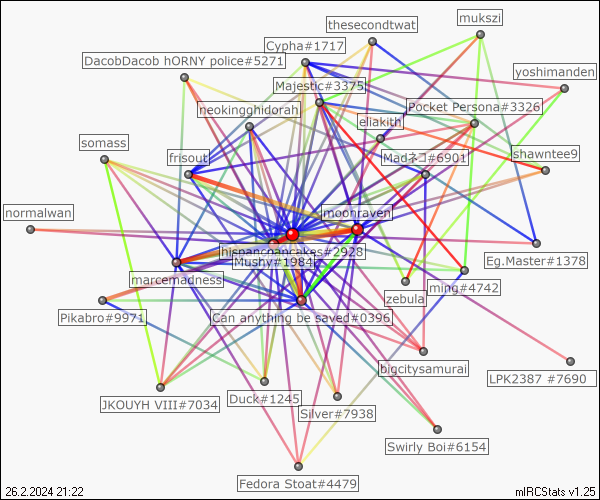 thesecondtwat
mukszi
Cypha#1717
DacobDacob hORNY police#5271
yoshimanden
Majestic#3375
neokingghidorah
Pocket Persona#3326
eliakith
somass
frisout
Madネコ#6901
shawntee9
normalwan
moonraven
hispanicpancakes#2928
Mushy#1984
Eg.Master#1378
marcemadness
ming#4742
zebula
Pikabro#9971
Can anything be saved#0396
bigcitysamurai
LPK2387 #7690
JKOUYH VIII#7034
Duck#1245
Silver#7938
Swirly Boi#6154
Fedora Stoat#4479
26.2.2024 21:22
mIRCStats v1.25